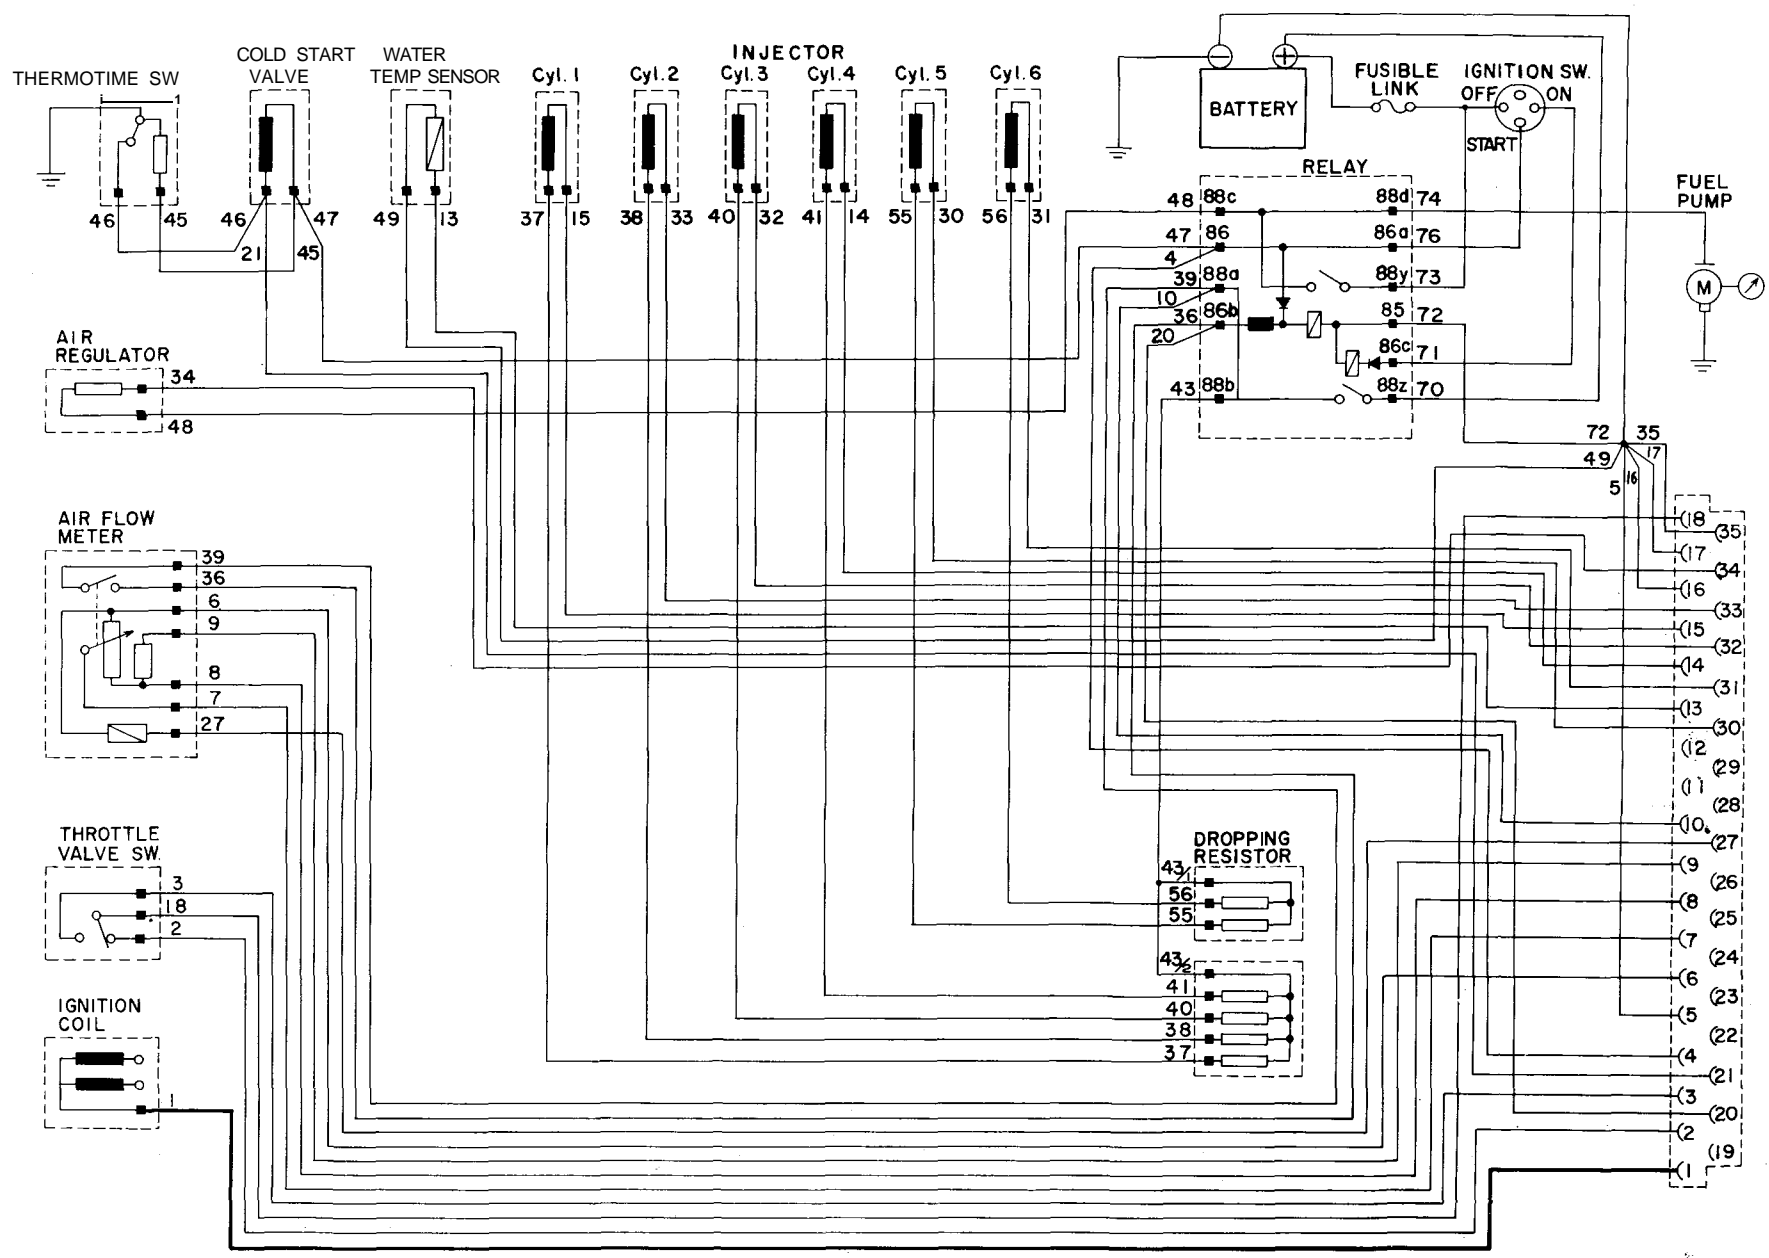 THERMOTIME SW
COLD START
VALVE
WATER
TEMP SENSOR
INJECTOR
Cyl. 1
Cyl. 2
Cyl. 3
Cyl. 4
Cyl. 5
Cyl. 6
46 45
46 47
21 45
49 13
37 15
38 33
40 32
41 14
55 30
56 31
BATTERY
FUSIBLE
LINK
IGNITION SW.
OFF ON
START
RELAY
48 88c 88d 74
47 86 86a 76
4
39 88a 88y 73
10
36 86b 85 72
20
86c 71
43 88b 88z 70
FUEL
PUMP
M
AIR
REGULATOR
34
48
72 35
49 17
5 16
AIR FLOW
METER
39
36
6
9
8
7
27
THROTTLE
VALVE SW.
3
18
2
IGNITION
COIL
1
DROPPING
RESISTOR
43/1
56
55
43/2
41
40
38
37
18
35
17
34
16
33
15
32
14
31
13
30
12
29
11
28
10
27
9
26
8
25
7
24
6
23
5
22
4
21
3
20
2
19
1